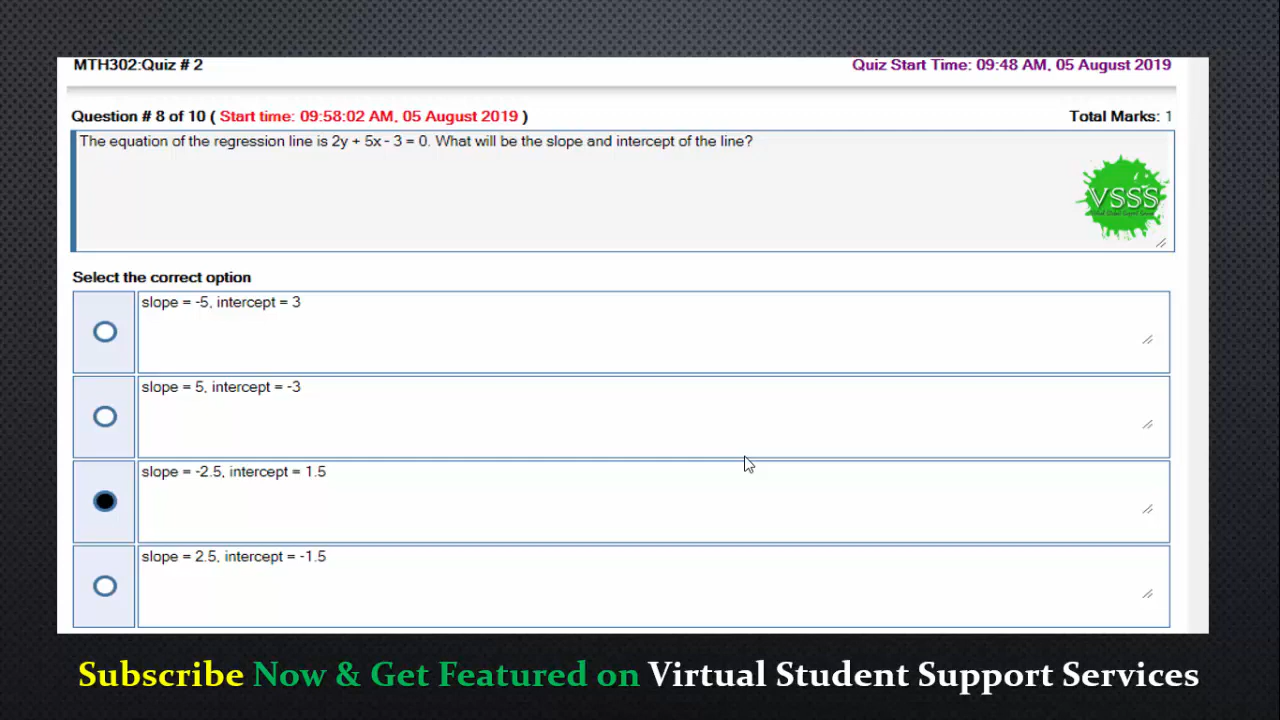 MTH302:Quiz # 2
Quiz Start Time: 09:48 AM, 05 August 2019
Question # 8 of 10 ( Start time: 09:58:02 AM, 05 August 2019 )
Total Marks: 1
The equation of the regression line is 2y + 5x - 3 = 0. What will be the slope and intercept of the line?
VSSS
Select the correct option
slope = -5, intercept = 3
slope = 5, intercept = -3
slope = -2.5, intercept = 1.5
slope = 2.5, intercept = -1.5
Subscribe Now & Get Featured on Virtual Student Support Services